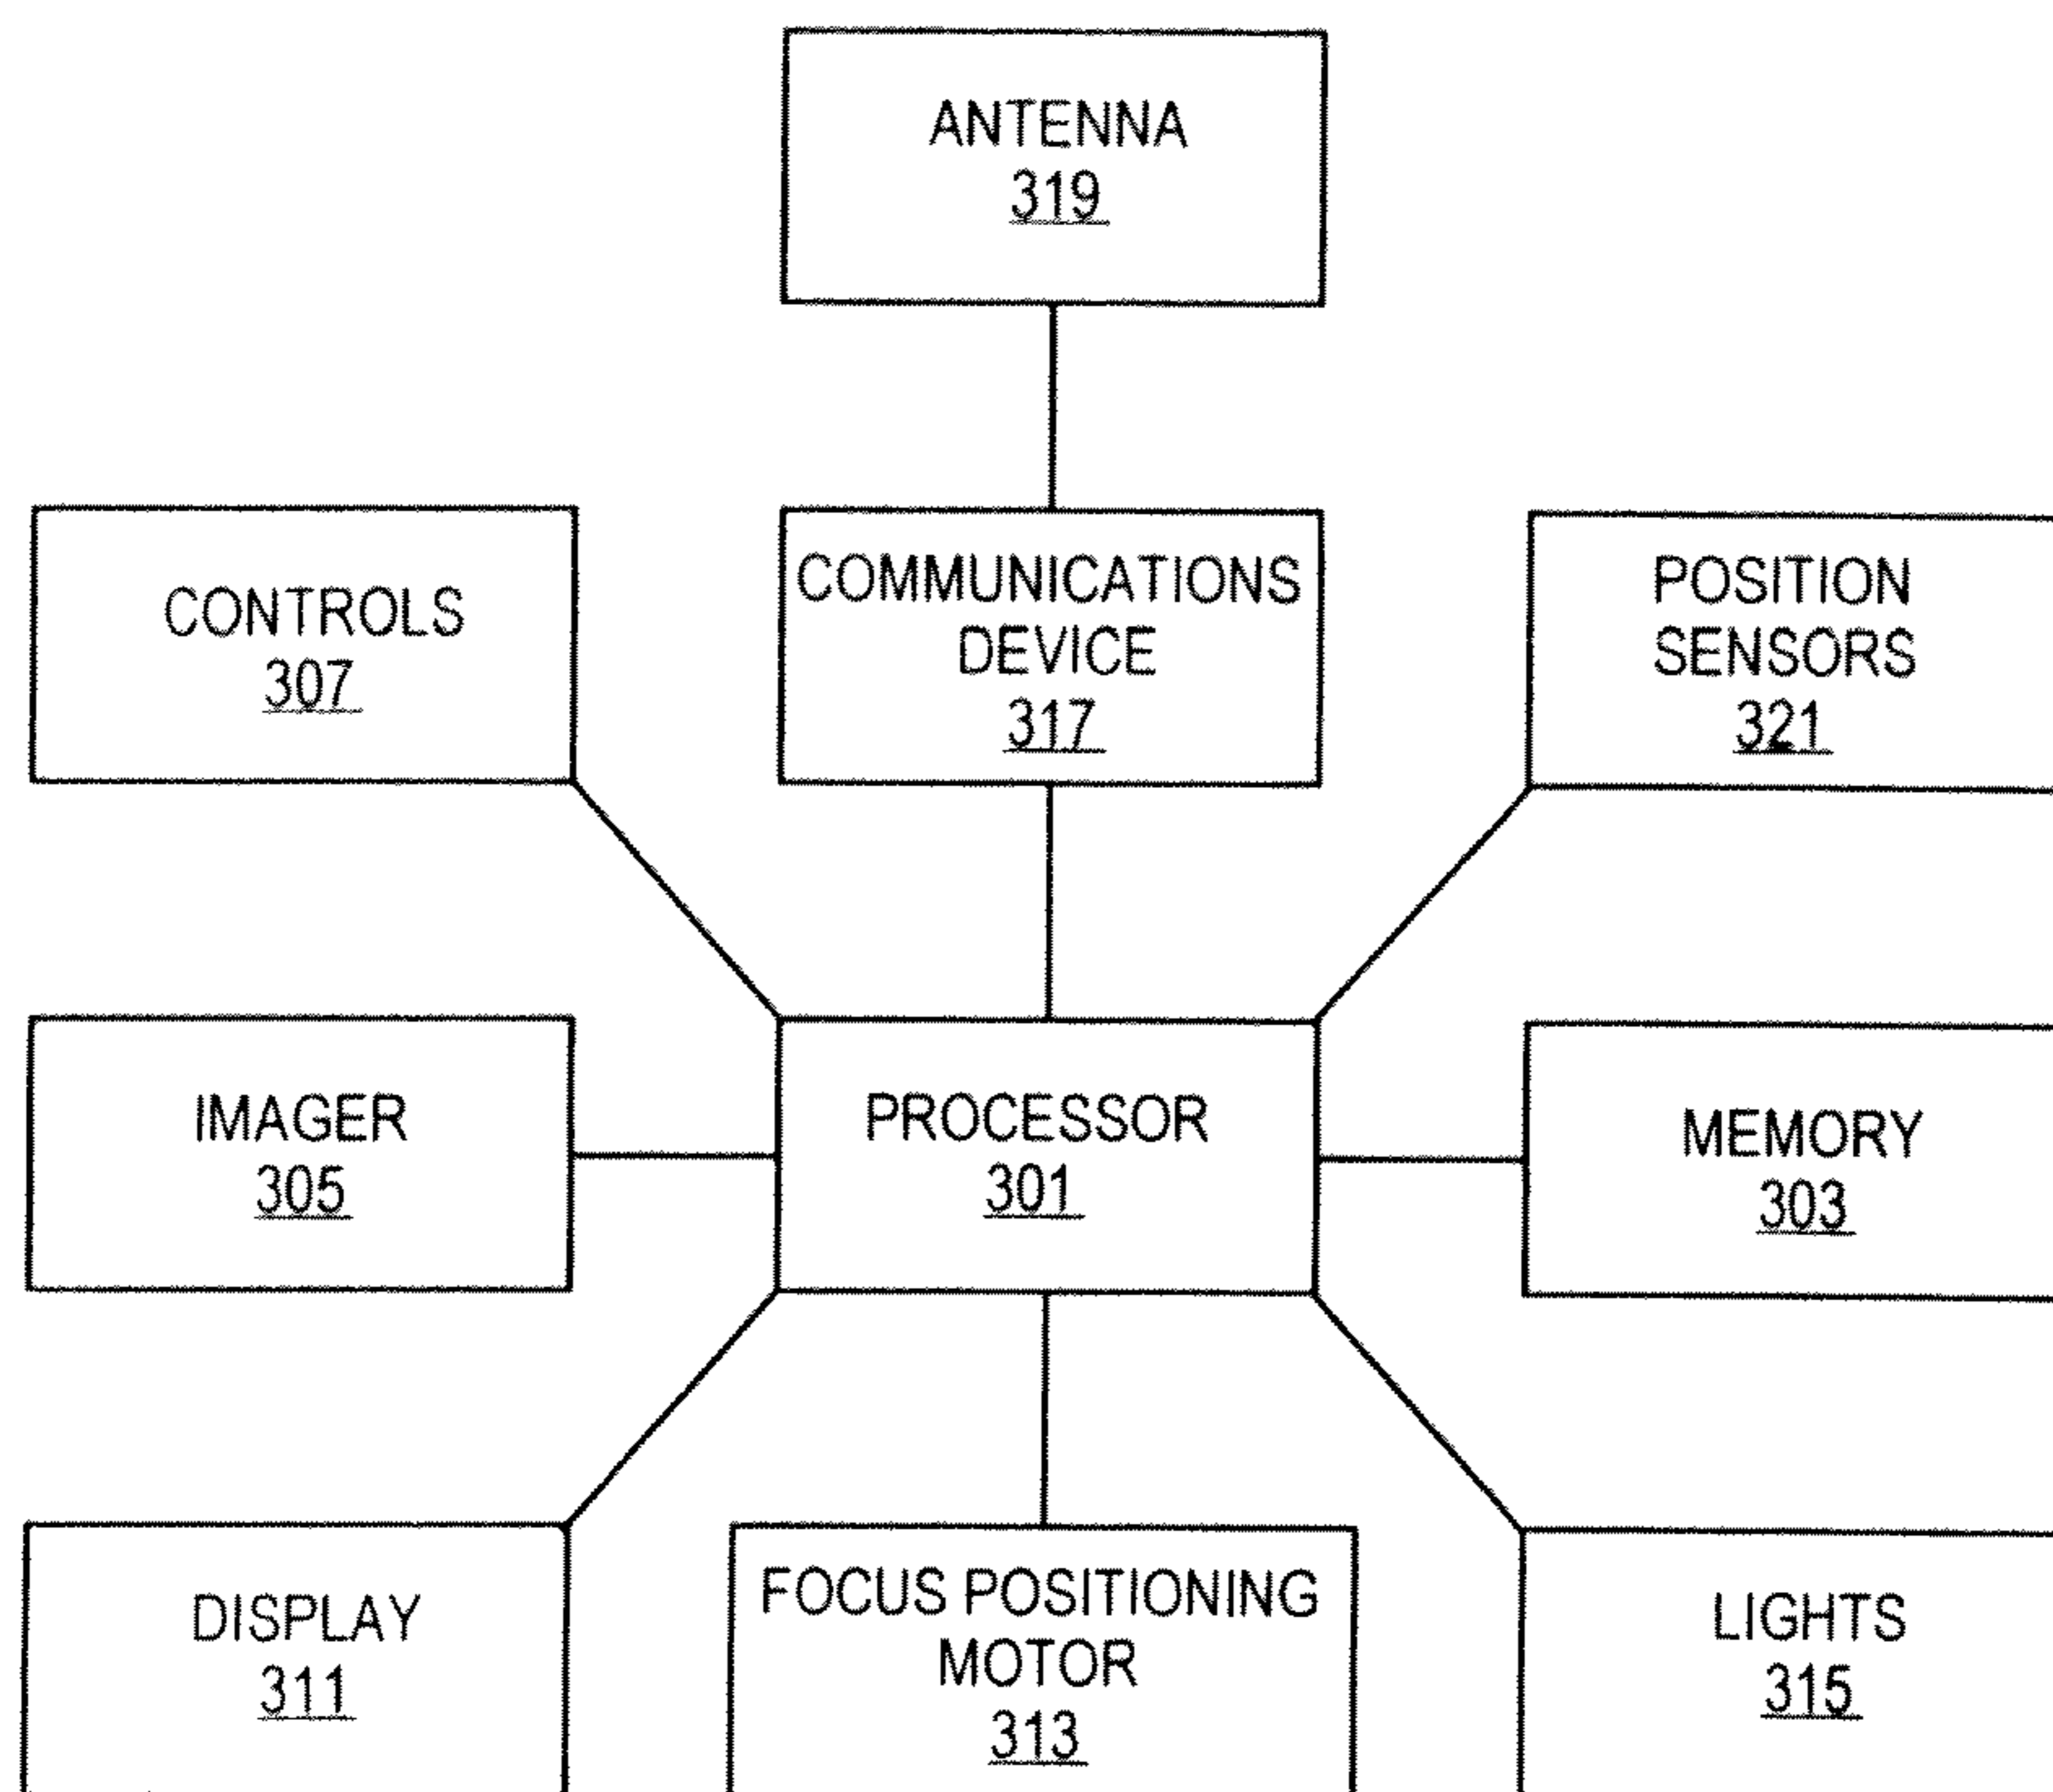 ANTENNA
319
CONTROLS
307
COMMUNICATIONS
DEVICE
317
POSITION
SENSORS
321
IMAGER
305
PROCESSOR
301
MEMORY
303
DISPLAY
311
FOCUS POSITIONING
MOTOR
313
LIGHTS
315